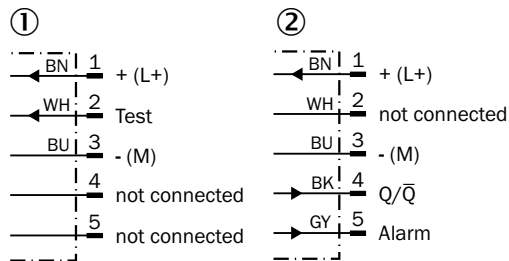 ① ②
BN 1 + (L+)
WH 2 Test
BU 3 - (M)
4 not connected
5 not connected
BN 1 + (L+)
WH 2 not connected
BU 3 - (M)
BK 4 Q/Q̅
GY 5 Alarm